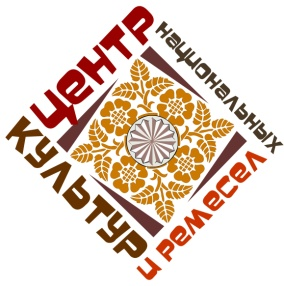 Центр
национальных
культур
и ремесел